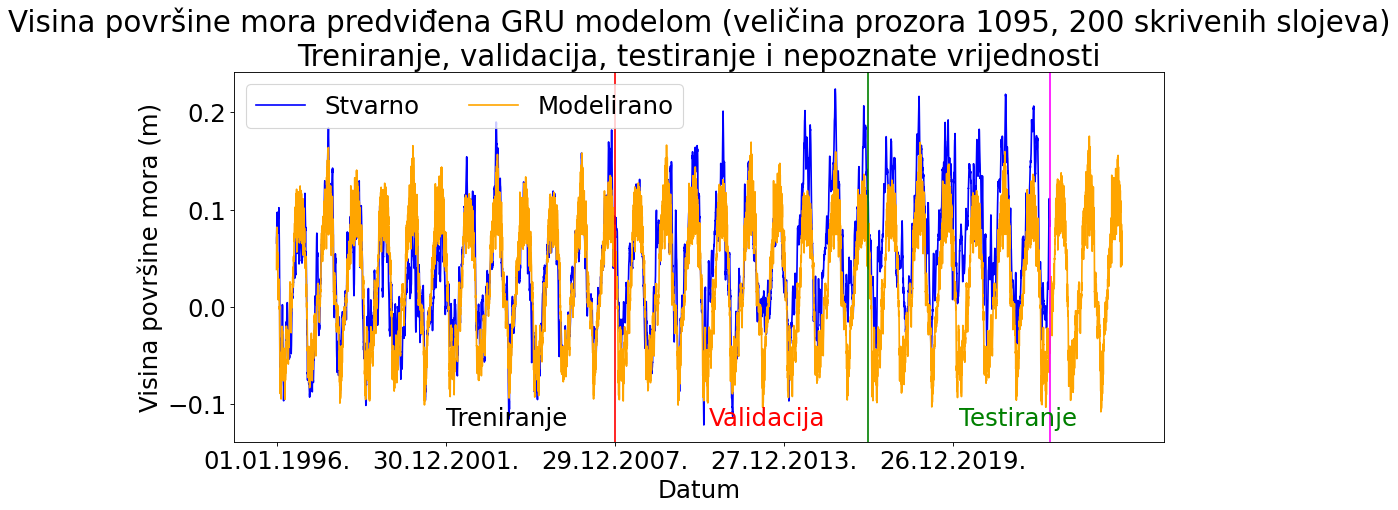 Visina površine mora predviđena GRU modelom (veličina prozora 1095, 200 skrivenih slojeva)
Treniranje, validacija, testiranje i nepoznate vrijednosti
Stvarno
Modelirano
Visina površine mora (m)
0.2
0.1
0.0
−0.1
Treniranje
Validacija
Testiranje
01.01.1996.
30.12.2001.
29.12.2007.
27.12.2013.
26.12.2019.
Datum